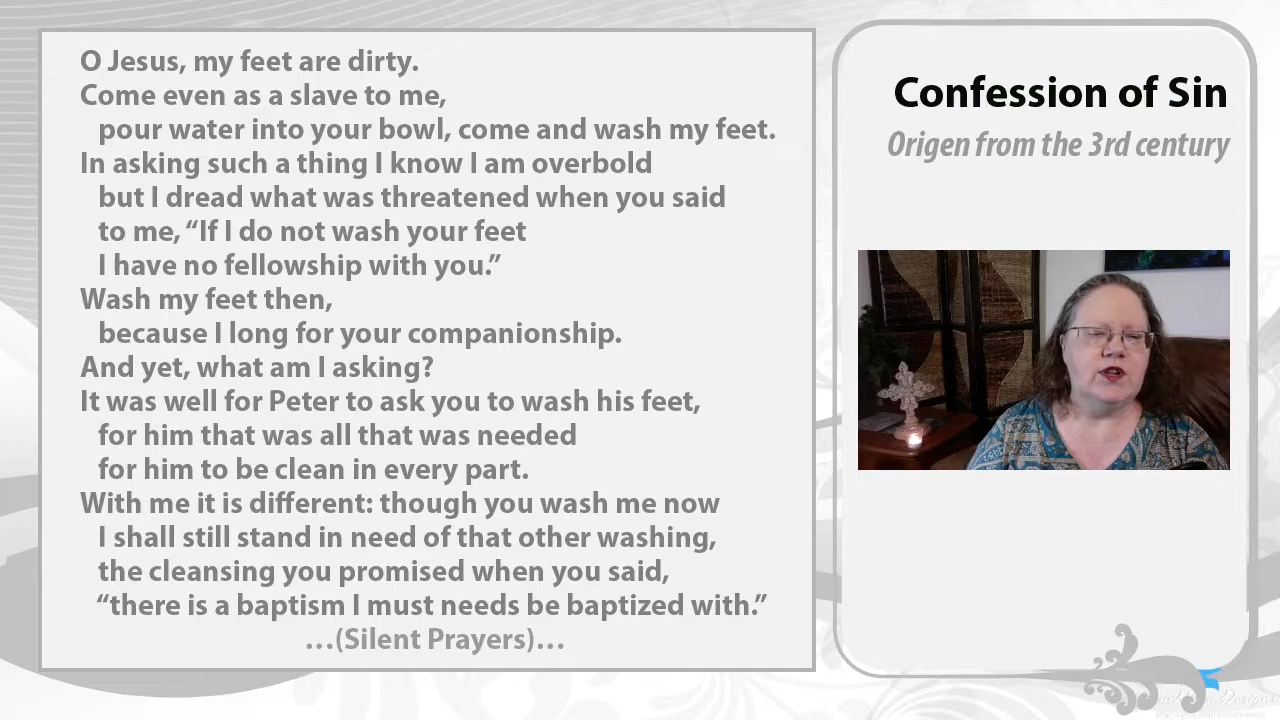 O Jesus, my feet are dirty.
Come even as a slave to me,
pour water into your bowl, come and wash my feet.
In asking such a thing I know I am overbold
but I dread what was threatened when you said
to me, “If I do not wash your feet
I have no fellowship with you.”
Wash my feet then,
because I long for your companionship.
And yet, what am I asking?
It was well for Peter to ask you to wash his feet,
for him that was all that was needed
for him to be clean in every part.
With me it is different: though you wash me now
I shall still stand in need of that other washing,
the cleansing you promised when you said,
“there is a baptism I must needs be baptized with.”
…(Silent Prayers)…
Confession of Sin
Origen from the 3rd century